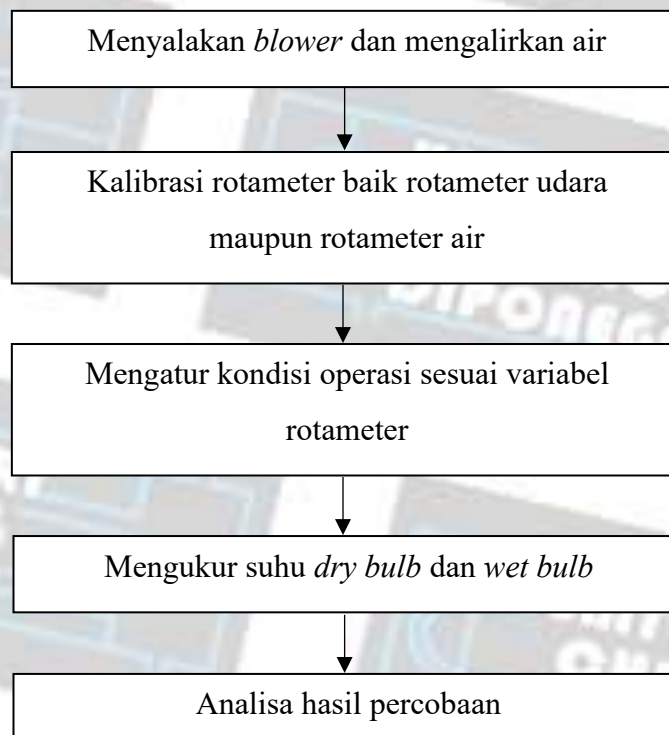 Menyalakan blower dan mengalirkan air
Kalibrasi rotameter baik rotameter udara
maupun rotameter air
Mengatur kondisi operasi sesuai variabel
rotameter
Mengukur suhu dry bulb dan wet bulb
Analisa hasil percobaan